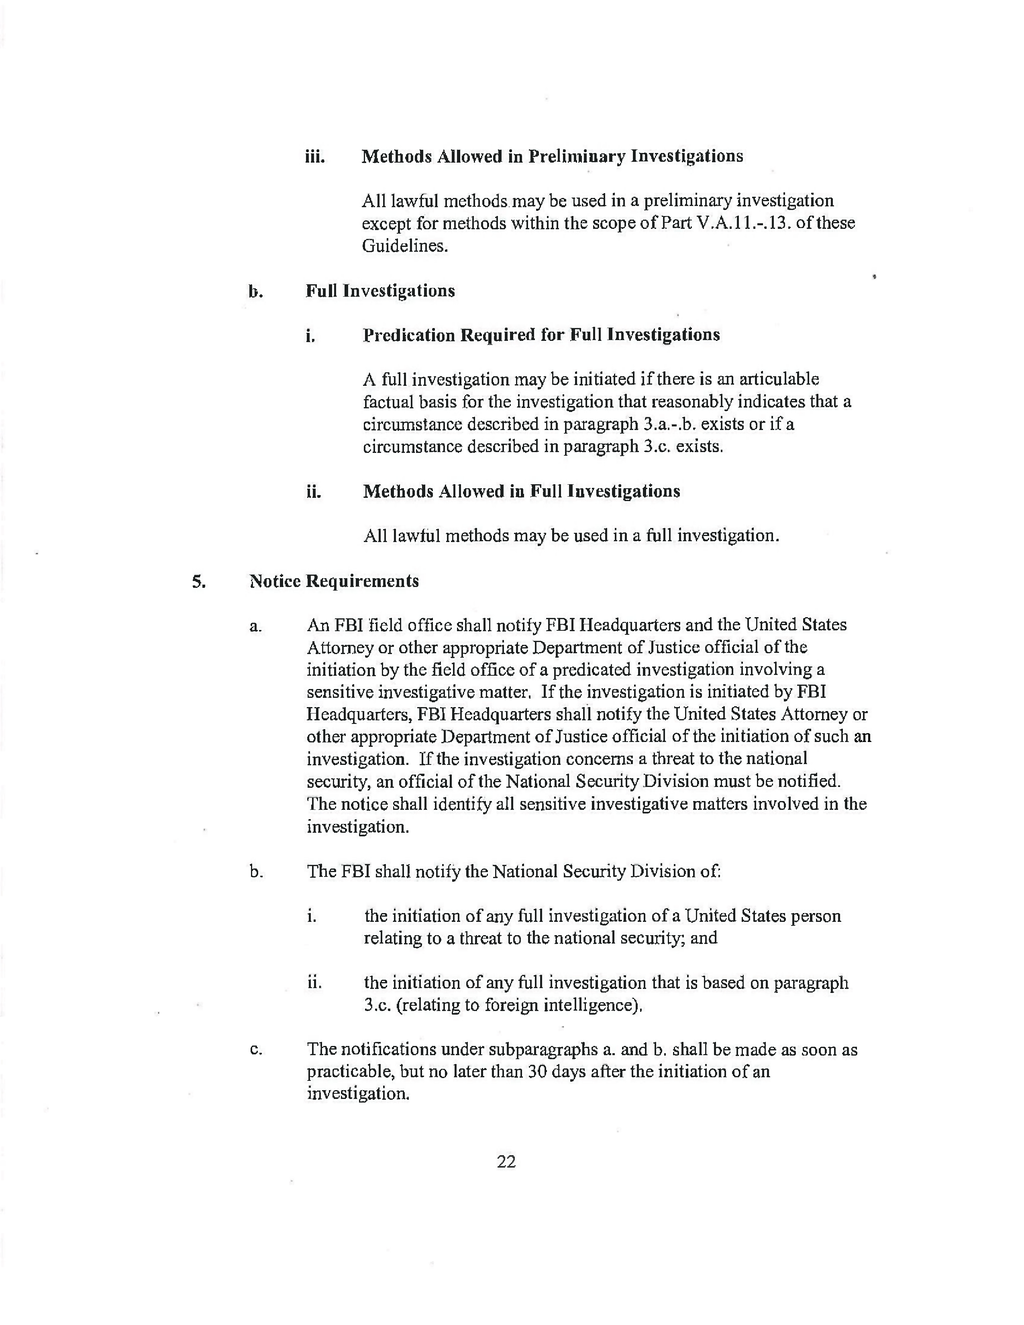 iii. Methods Allowed in Preliminary Investigations
All lawful methods may be used in a preliminary investigation
except for methods within the scope of Part V.A.11.-.13. of these
Guidelines.
b. Full Investigations
i. Predication Required for Full Investigations
A full investigation may be initiated if there is an articulable
factual basis for the investigation that reasonably indicates that a
circumstance described in paragraph 3.a.-.b. exists or if a
circumstance described in paragraph 3.c. exists.
ii. Methods Allowed in Full Investigations
All lawful methods may be used in a full investigation.
5. Notice Requirements
a. An FBI field office shall notify FBI Headquarters and the United States
Attorney or other appropriate Department of Justice official of the
initiation by the field office of a predicated investigation involving a
sensitive investigative matter. If the investigation is initiated by FBI
Headquarters, FBI Headquarters shall notify the United States Attorney or
other appropriate Department of Justice official of the initiation of such an
investigation. If the investigation concerns a threat to the national
security, an official of the National Security Division must be notified.
The notice shall identify all sensitive investigative matters involved in the
investigation.
b. The FBI shall notify the National Security Division of:
i. the initiation of any full investigation of a United States person
relating to a threat to the national security; and
ii. the initiation of any full investigation that is based on paragraph
3.c. (relating to foreign intelligence).
c. The notifications under subparagraphs a. and b. shall be made as soon as
practicable, but no later than 30 days after the initiation of an
investigation.
22